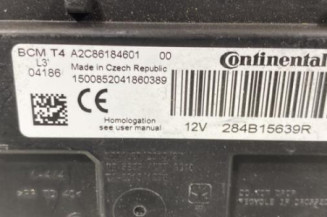 BCM T4 A2C86184601 00
L3'
04186
Made in Czech Republic
1500852041860389
Continental
CE
Homologation
see user manual
12V 284B15639R